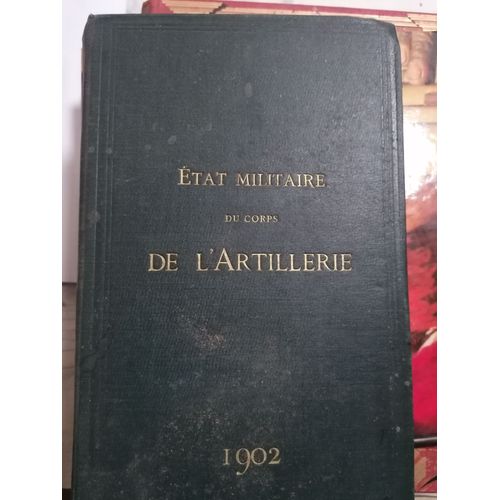 ÉTAT MILITAIRE
DU CORPS
DE L'ARTILLERIE
1902